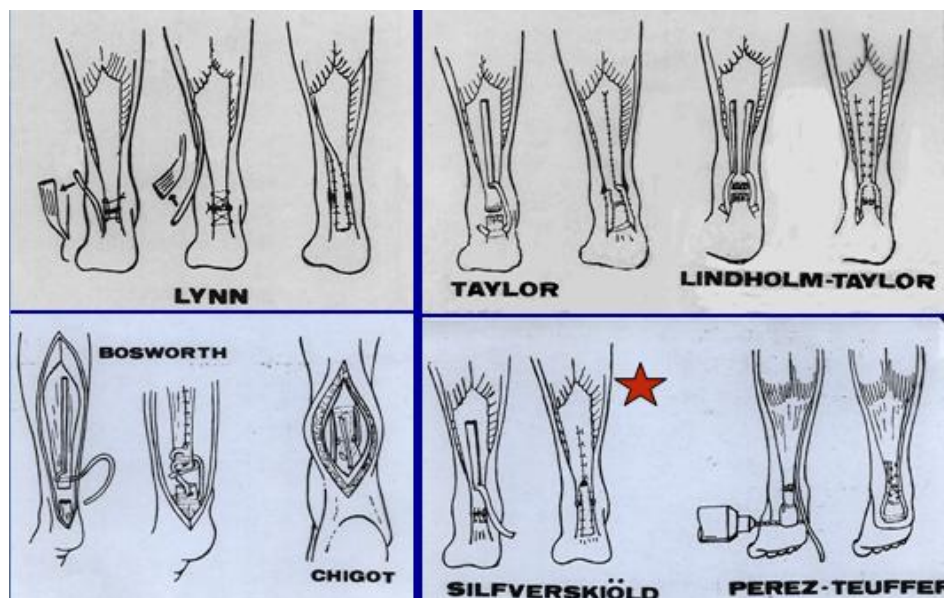 LYNN
TAYLOR
LINDHOLM-TAYLOR
BOSWORTH
CHIGOT
SILFVERSKIÖLD
PEREZ-TEUFFER